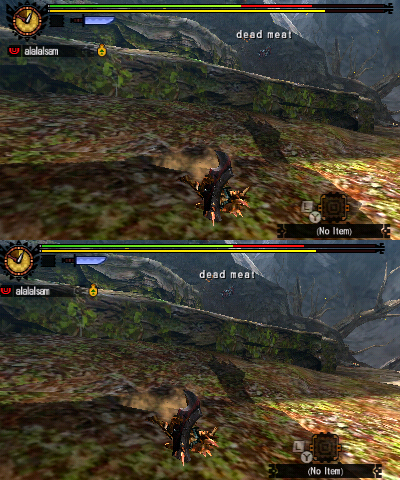 dead meat
alalalsam
L
Y
(No Item)
dead meat
alalalsam
L
Y
(No Item)